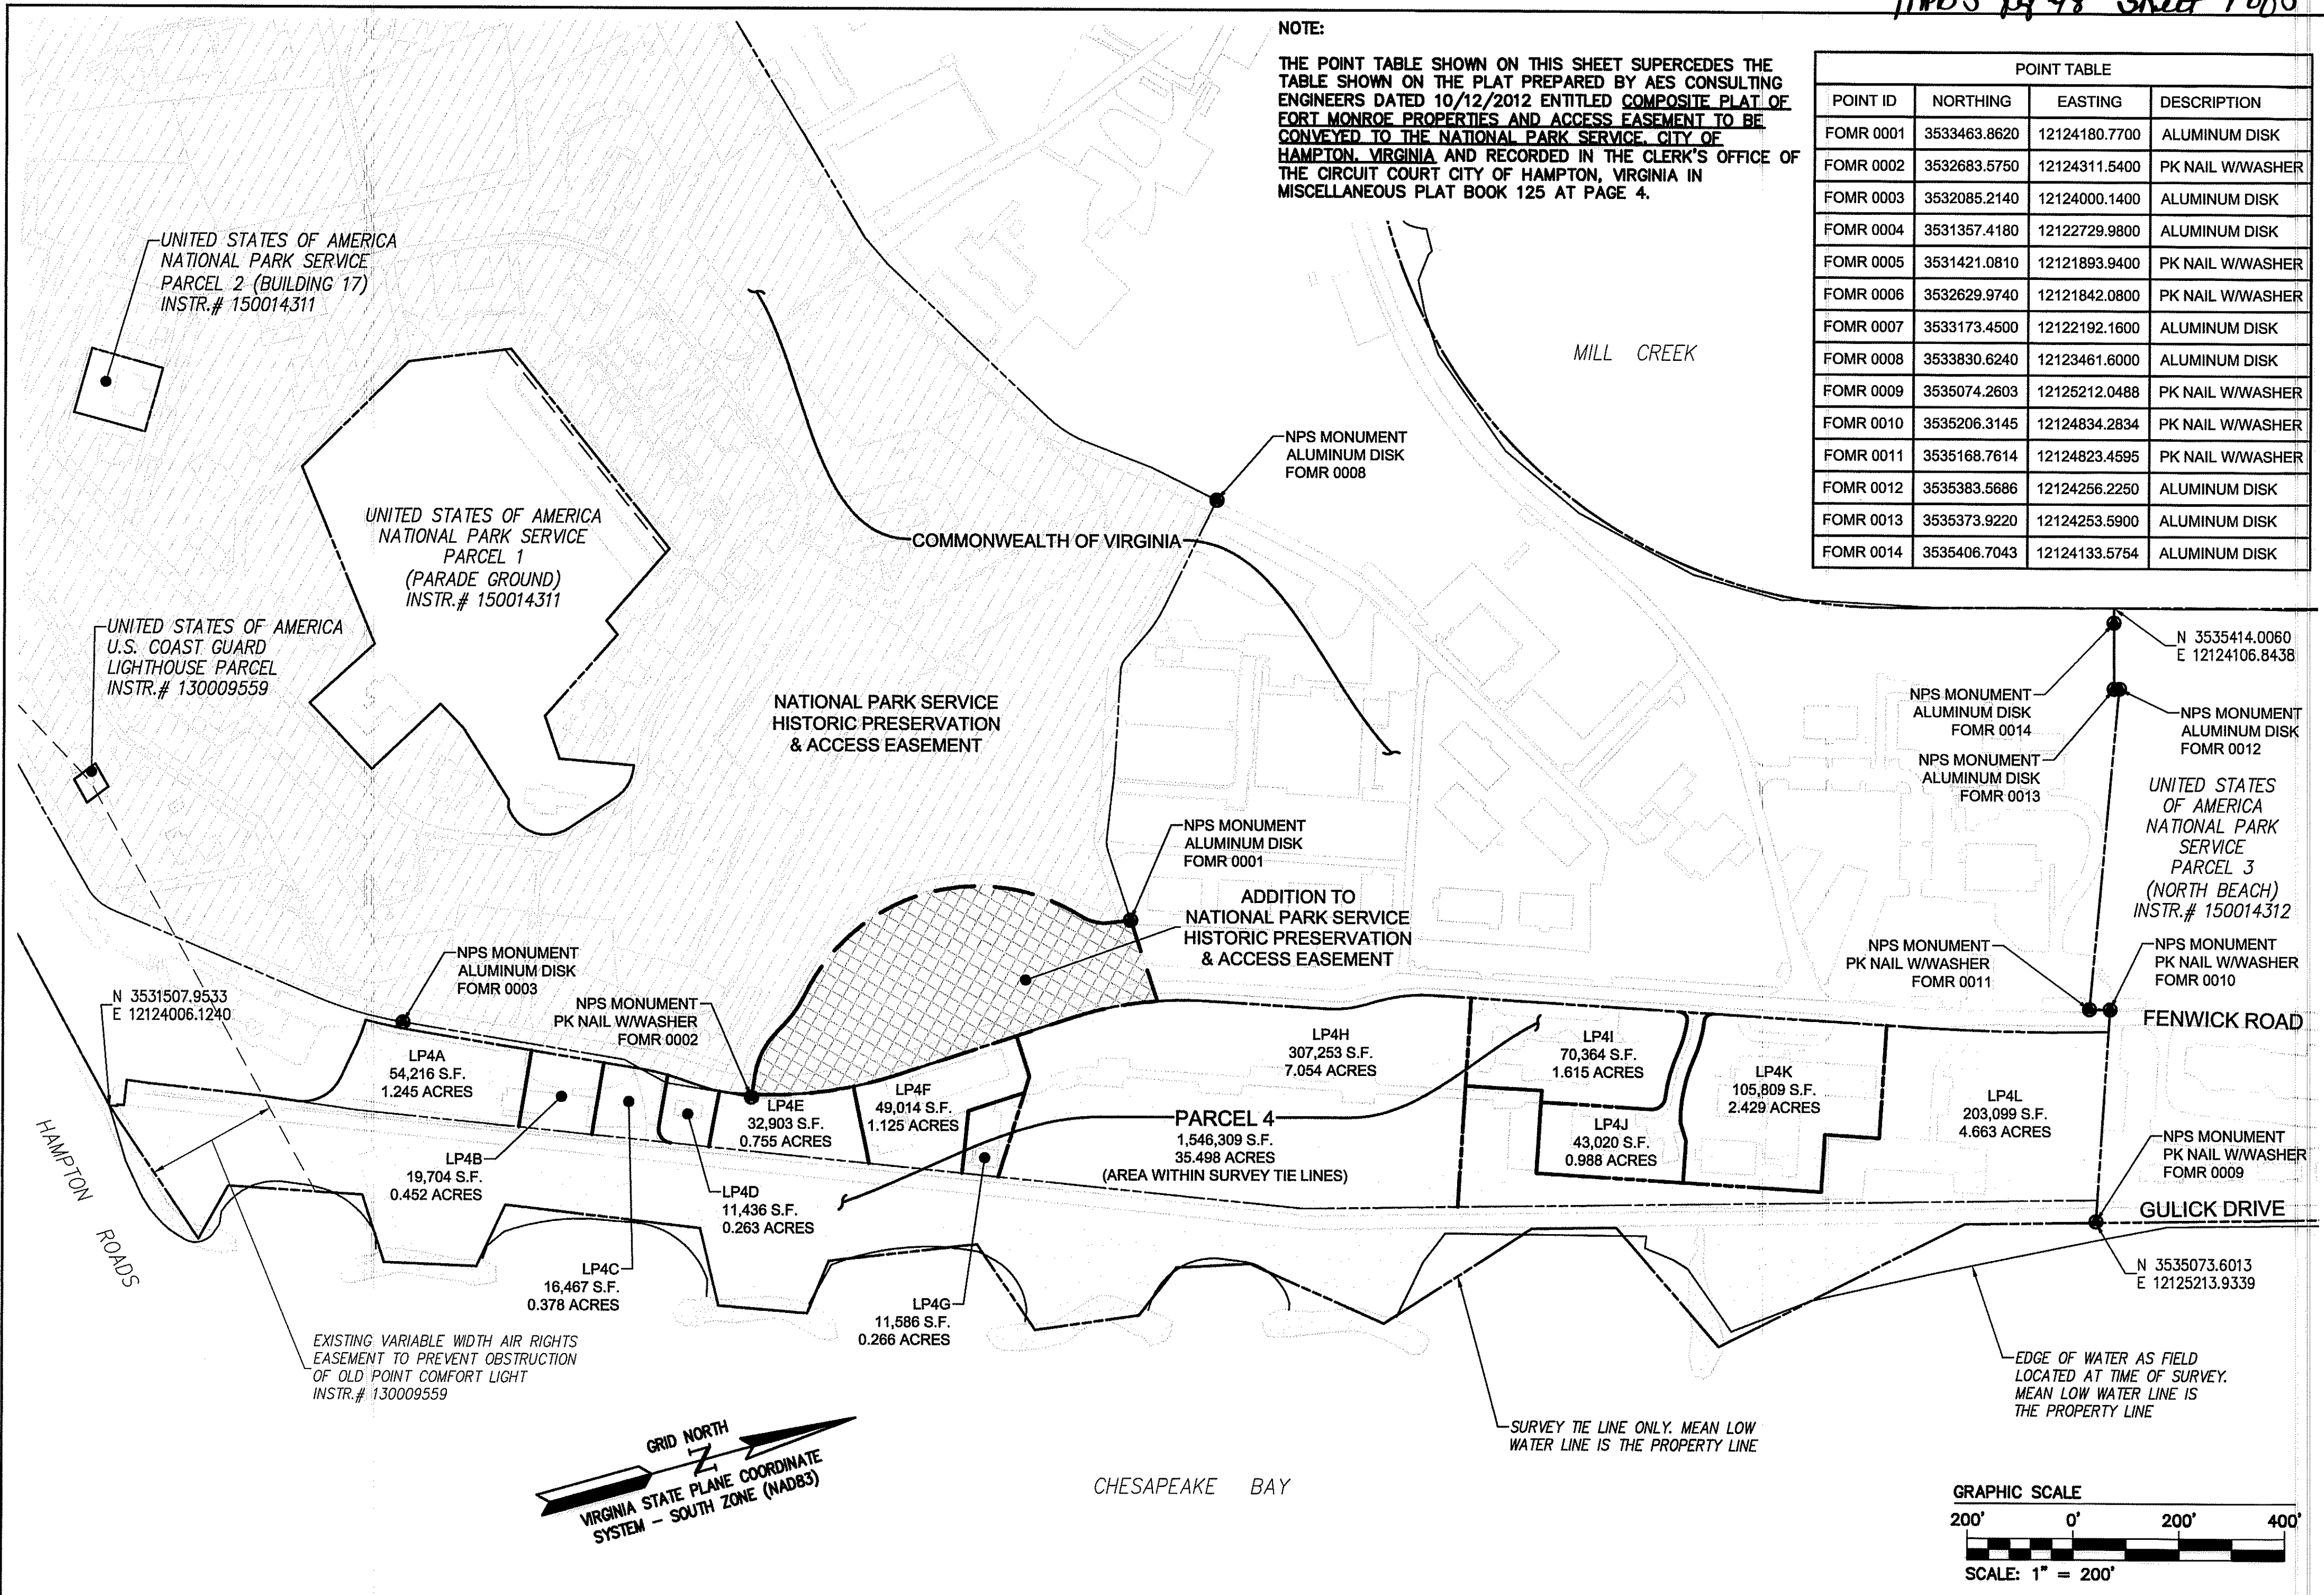 pg 48 Sheet
NOTE:
THE POINT TABLE SHOWN ON THIS SHEET SUPERCEDES THE
TABLE SHOWN ON THE PLAT PREPARED BY AES CONSULTING
ENGINEERS DATED 10/12/2012 ENTITLED COMPOSITE PLAT OF
FORT MONROE PROPERTIES AND ACCESS EASEMENT TO BE
CONVEYED TO THE NATIONAL PARK SERVICE, CITY OF
HAMPTON, VIRGINIA AND RECORDED IN THE CLERK'S OFFICE OF
THE CIRCUIT COURT CITY OF HAMPTON, VIRGINIA IN
MISCELLANEOUS PLAT BOOK 125 AT PAGE 4.
POINT TABLE
POINT ID NORTHING EASTING DESCRIPTION
FOMR 0001 3533463.8620 12124180.7700 ALUMINUM DISK
FOMR 0002 3532683.5750 12124311.5400 PK NAIL W/WASHER
FOMR 0003 3532085.2140 12124000.1400 ALUMINUM DISK
FOMR 0004 3531357.4180 12122729.9800 ALUMINUM DISK
FOMR 0005 3531421.0810 12121893.9400 PK NAIL W/WASHER
FOMR 0006 3532629.9740 12121842.0800 PK NAIL W/WASHER
FOMR 0007 3533173.4500 12122192.1600 ALUMINUM DISK
FOMR 0008 3533830.6240 12123461.6000 ALUMINUM DISK
FOMR 0009 3535074.2603 12125212.0488 PK NAIL W/WASHER
FOMR 0010 3535206.3145 12124834.2834 PK NAIL W/WASHER
FOMR 0011 3535168.7614 12124823.4595 PK NAIL W/WASHER
FOMR 0012 3535383.5686 12124256.2250 ALUMINUM DISK
FOMR 0013 3535373.9220 12124253.5900 ALUMINUM DISK
FOMR 0014 3535406.7043 12124133.5754 ALUMINUM DISK
UNITED STATES OF AMERICA
NATIONAL PARK SERVICE
PARCEL 2 (BUILDING 17)
INSTR.# 150014311
MILL CREEK
NPS MONUMENT
ALUMINUM DISK
FOMR 0008
UNITED STATES OF AMERICA
NATIONAL PARK SERVICE
PARCEL 1
(PARADE GROUND)
INSTR.# 150014311
COMMONWEALTH OF VIRGINIA
UNITED STATES OF AMERICA
U.S. COAST GUARD
LIGHTHOUSE PARCEL
INSTR.# 130009559
NATIONAL PARK SERVICE
HISTORIC PRESERVATION
& ACCESS EASEMENT
N 3535414.0060
E 12124106.8438
NPS MONUMENT
ALUMINUM DISK
FOMR 0014
NPS MONUMENT
ALUMINUM DISK
FOMR 0012
NPS MONUMENT
ALUMINUM DISK
FOMR 0013
UNITED STATES
OF AMERICA
NATIONAL PARK
SERVICE
PARCEL 3
(NORTH BEACH)
INSTR.# 150014312
NPS MONUMENT
ALUMINUM DISK
FOMR 0001
ADDITION TO
NATIONAL PARK SERVICE
HISTORIC PRESERVATION
& ACCESS EASEMENT
NPS MONUMENT
PK NAIL W/WASHER
FOMR 0011
NPS MONUMENT
PK NAIL W/WASHER
FOMR 0010
FENWICK ROAD
NPS MONUMENT
ALUMINUM DISK
FOMR 0003
NPS MONUMENT
PK NAIL W/WASHER
FOMR 0002
N 3531507.9533
E 12124006.1240
LP4A
54,216 S.F.
1.245 ACRES
LP4E
32,903 S.F.
0.755 ACRES
LP4F
49,014 S.F.
1.125 ACRES
LP4H
307,253 S.F.
7.054 ACRES
LP4I
70,364 S.F.
1.615 ACRES
LP4K
105,809 S.F.
2.429 ACRES
LP4L
203,099 S.F.
4.663 ACRES
PARCEL 4
1,546,309 S.F.
35.498 ACRES
(AREA WITHIN SURVEY TIE LINES)
LP4J
43,020 S.F.
0.988 ACRES
NPS MONUMENT
PK NAIL W/WASHER
FOMR 0009
GULICK DRIVE
HAMPTON ROADS
LP4B
19,704 S.F.
0.452 ACRES
LP4D
11,436 S.F.
0.263 ACRES
LP4C
16,467 S.F.
0.378 ACRES
LP4G
11,586 S.F.
0.266 ACRES
N 3535073.6013
E 12125213.9339
EXISTING VARIABLE WIDTH AIR RIGHTS
EASEMENT TO PREVENT OBSTRUCTION
OF OLD POINT COMFORT LIGHT
INSTR.# 130009559
EDGE OF WATER AS FIELD
LOCATED AT TIME OF SURVEY.
MEAN LOW WATER LINE IS
THE PROPERTY LINE
SURVEY TIE LINE ONLY. MEAN LOW
WATER LINE IS THE PROPERTY LINE
GRID NORTH
N
VIRGINIA STATE PLANE COORDINATE
SYSTEM - SOUTH ZONE (NAD83)
CHESAPEAKE BAY
GRAPHIC SCALE
200' 0' 200' 400'
SCALE: 1" = 200'